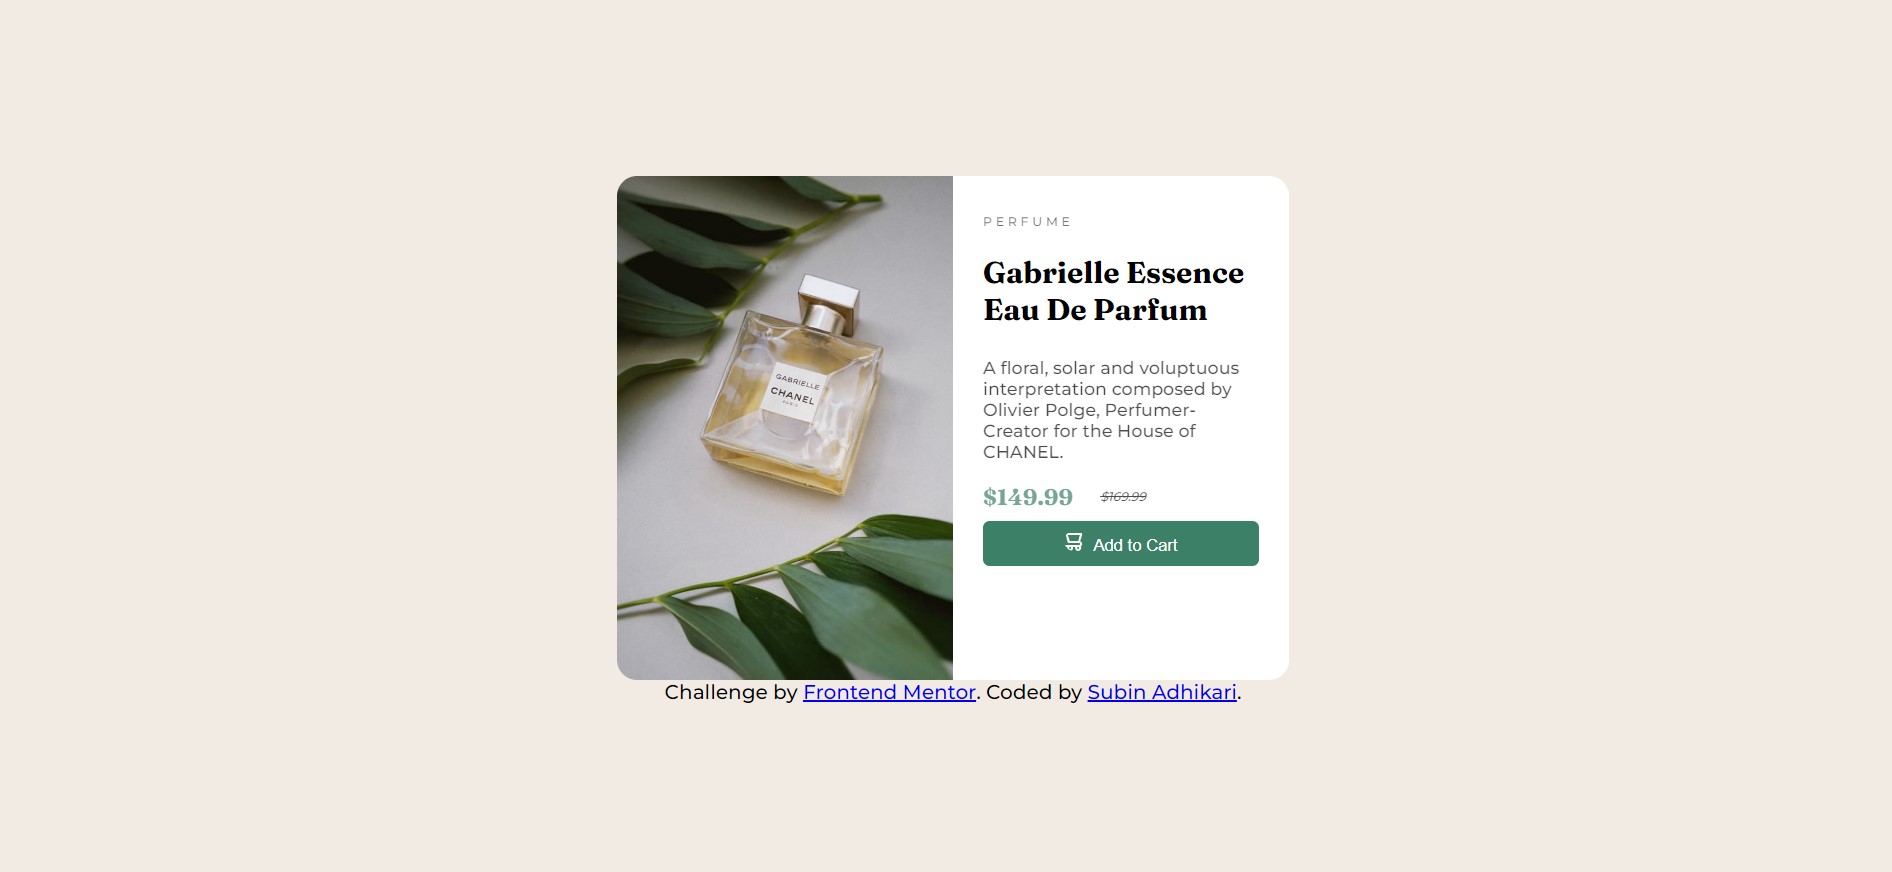 GABRIELLE
CHANEL
PARIS
PERFUME
Gabrielle Essence
Eau De Parfum
A floral, solar and voluptuous
interpretation composed by
Olivier Polge, Perfumer-
Creator for the House of
CHANEL.
$149.99 $169.99
Add to Cart
Challenge by Frontend Mentor. Coded by Subin Adhikari.